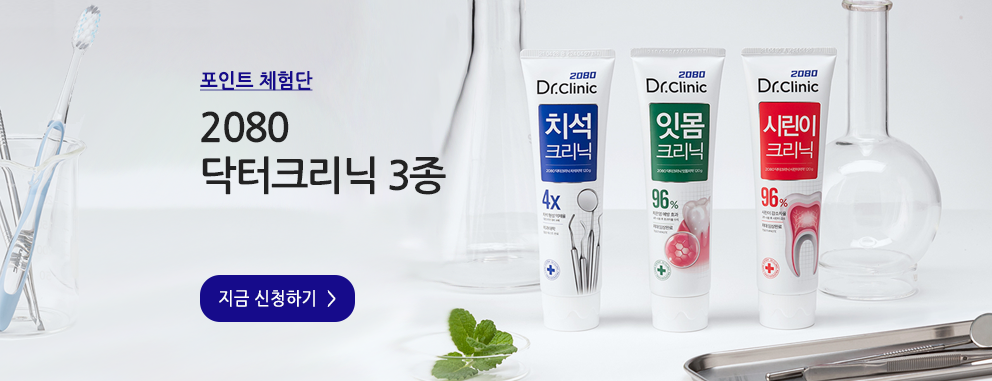 포인트 체험단
2080
닥터크리닉 3종
지금 신청하기 >
2080
Dr.Clinic
치석
크리닉
4x
2080
Dr.Clinic
잇몸
크리닉
96%
2080
Dr.Clinic
시린이
크리닉
96%